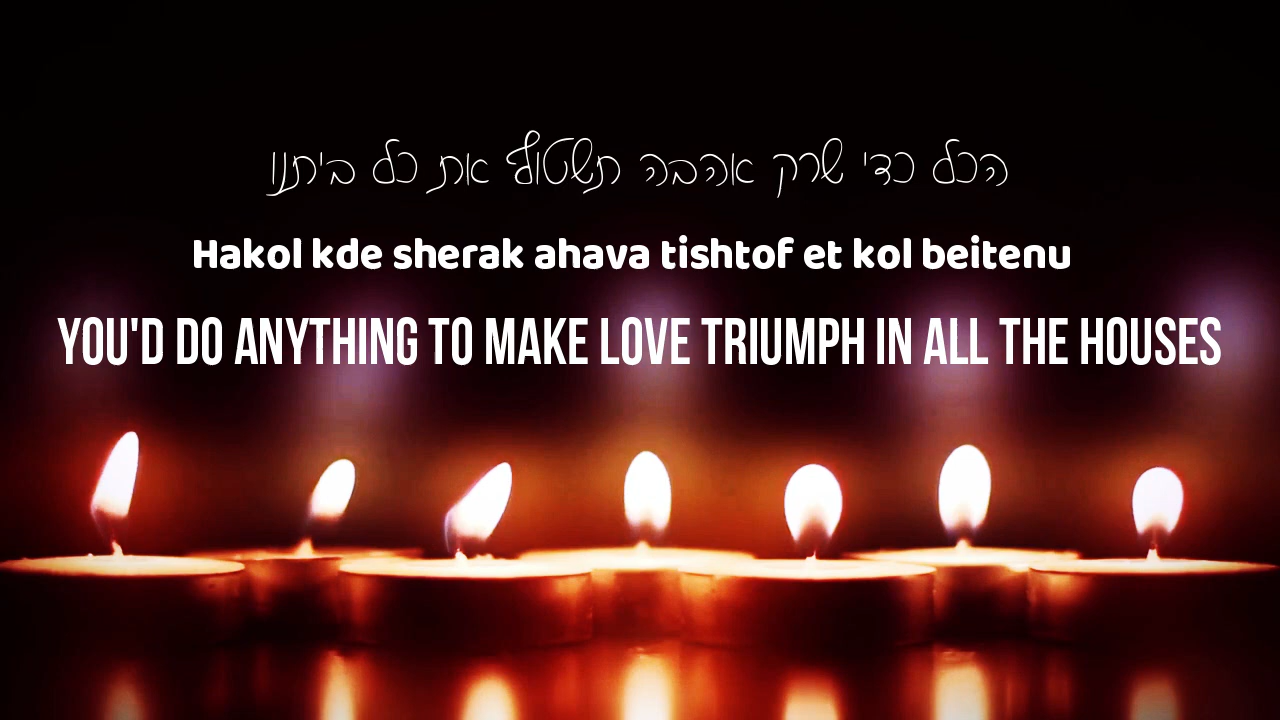 הכל כדי שרק אהבה תשטוף את כל ביתנו
Hakol kde sherak ahava tishtof et kol beitenu
YOU'D DO ANYTHING TO MAKE LOVE TRIUMPH IN ALL THE HOUSES